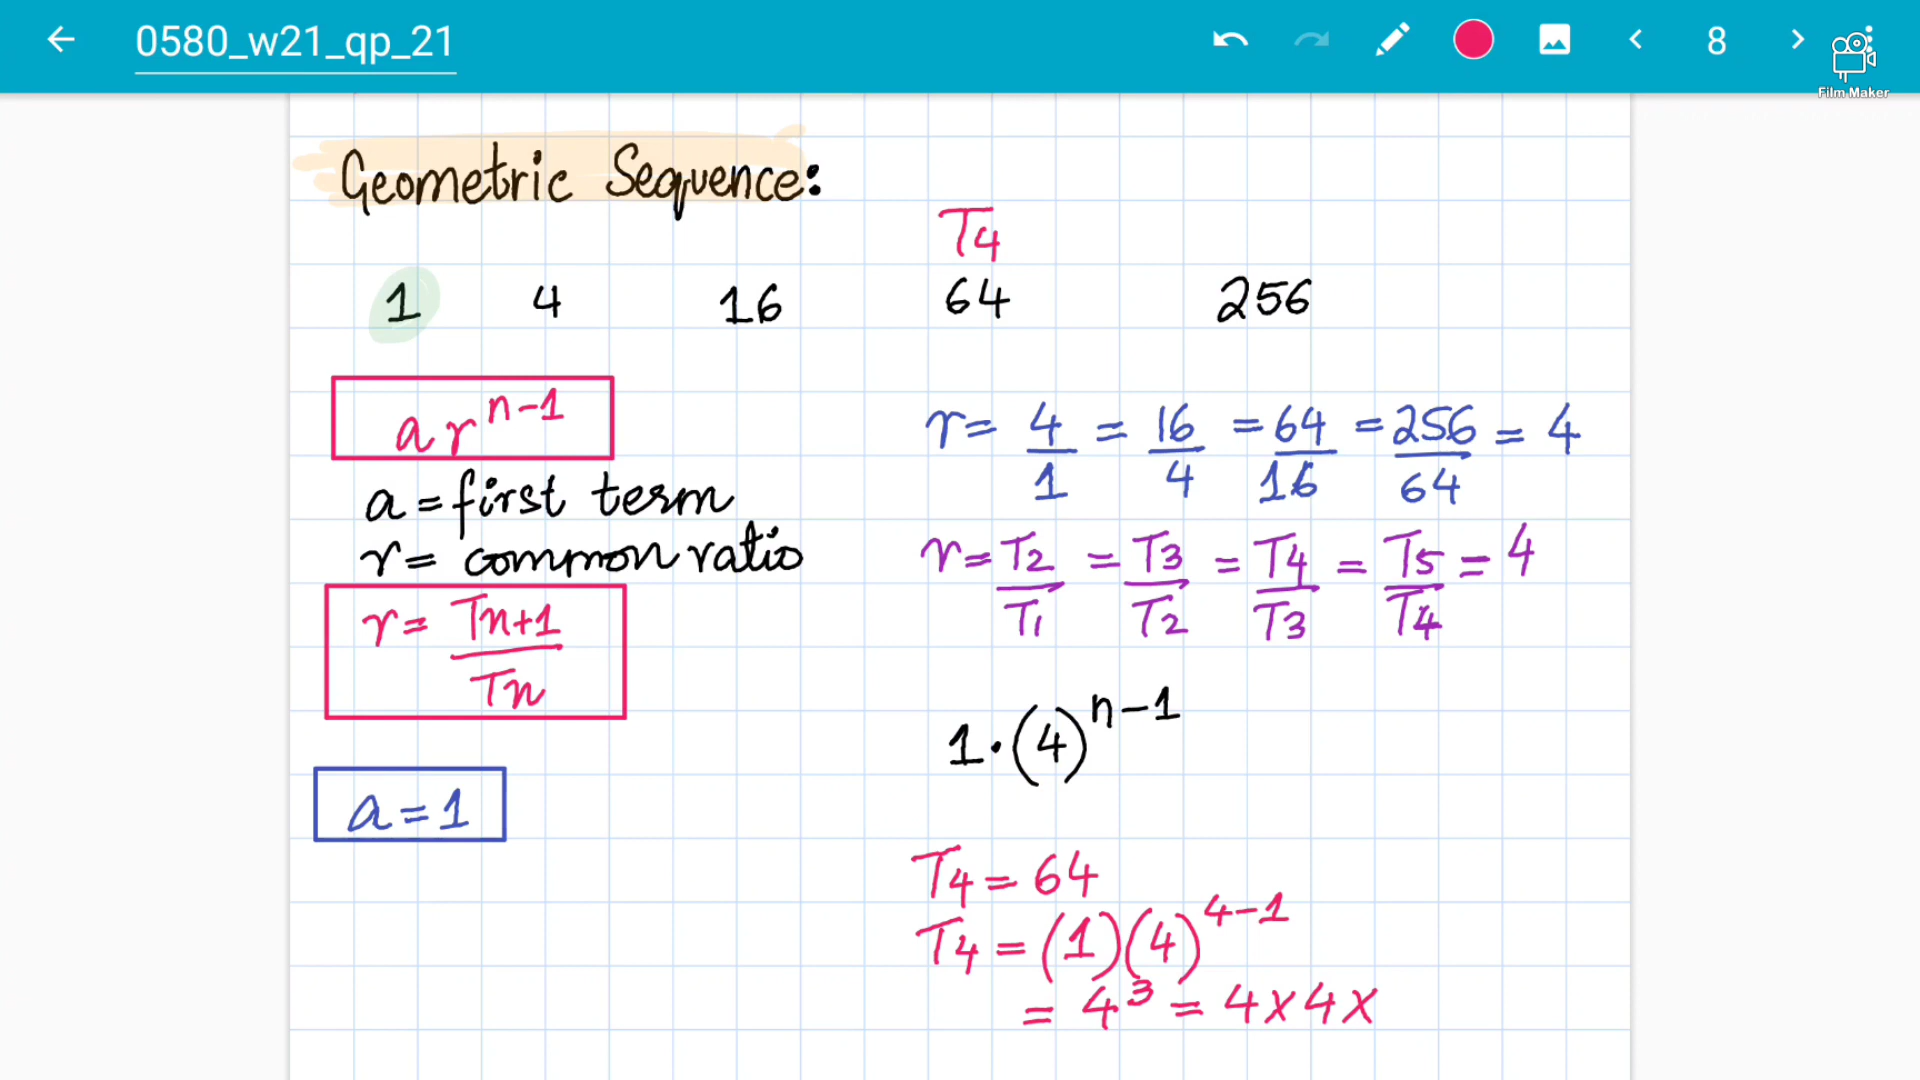 0580_w21_qp_21
8
Film Maker
Geometric Sequence:
T4
1 4 16 64 256
ar^(n-1)
a = first term
r = common ratio
r = Tn+1/Tn
a = 1
r = 4/1 = 16/4 = 64/16 = 256/64 = 4
r = T2/T1 = T3/T2 = T4/T3 = T5/T4 = 4
1·(4)^(n-1)
T4 = 64
T4 = (1)(4)^(4-1)
= 4³ = 4×4×